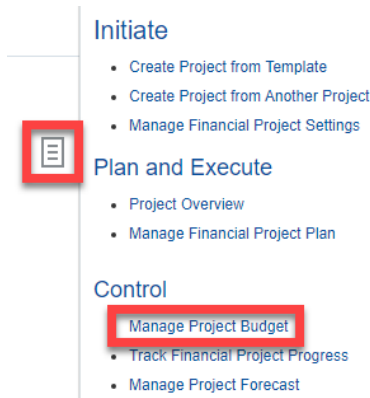 Initiate
Create Project from Template
Create Project from Another Project
Manage Financial Project Settings
Plan and Execute
Project Overview
Manage Financial Project Plan
Control
Manage Project Budget
Track Financial Project Progress
Manage Project Forecast